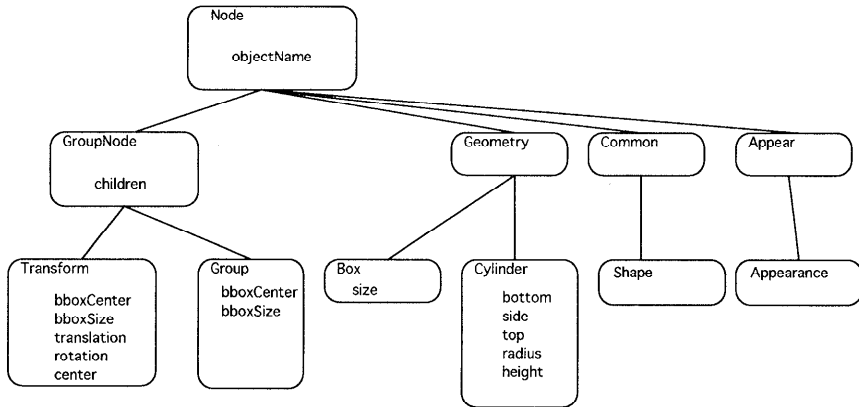 Node
objectName
GroupNode
children
Geometry
Common
Appear
Transform
bboxCenter
bboxSize
translation
rotation
center
Group
bboxCenter
bboxSize
Box
size
Cylinder
bottom
side
top
radius
height
Shape
Appearance